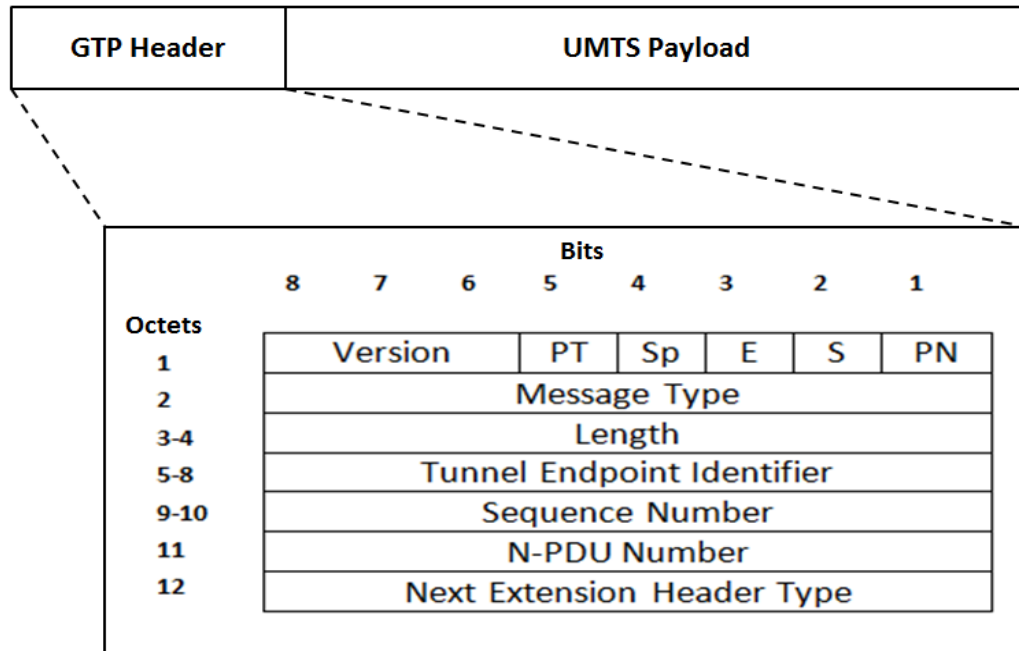 GTP Header UMTS Payload
Bits
8 7 6 5 4 3 2 1
Octets
1 Version PT Sp E S PN
2 Message Type
3-4 Length
5-8 Tunnel Endpoint Identifier
9-10 Sequence Number
11 N-PDU Number
12 Next Extension Header Type